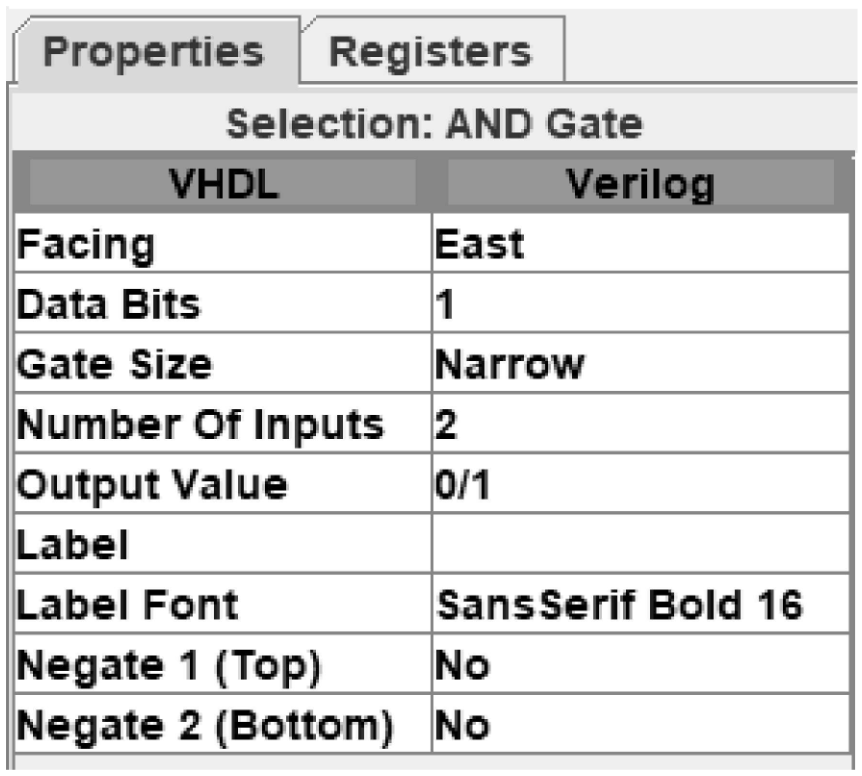 Properties Registers
Selection: AND Gate
VHDL Verilog
Facing East
Data Bits 1
Gate Size Narrow
Number Of Inputs 2
Output Value 0/1
Label
Label Font SansSerif Bold 16
Negate 1 (Top) No
Negate 2 (Bottom) No